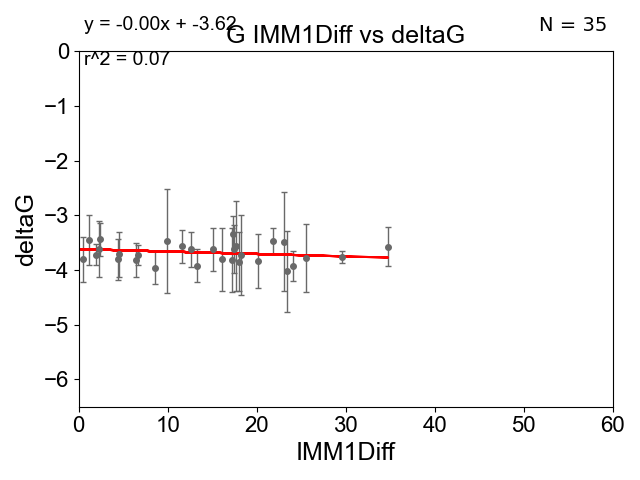 y = -0.00x + -3.62
N = 35
G IMM1Diff vs deltaG
r^2 = 0.07
0
−1
−2
−3
−4
−5
−6
deltaG
0 10 20 30 40 50 60
IMM1Diff